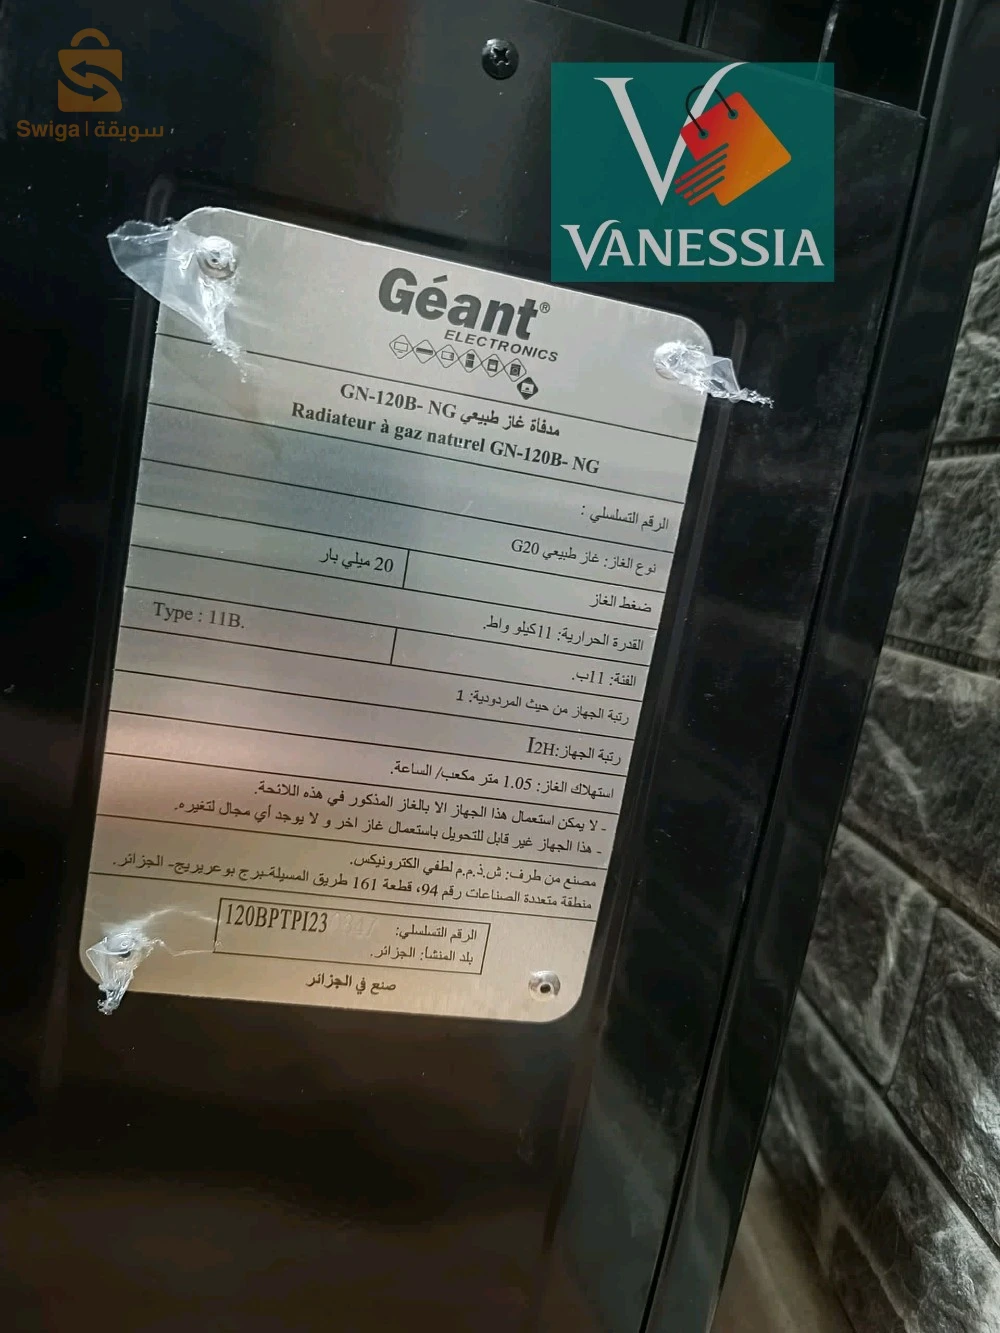 Swiga | سويقة
VANESSIA
Géant®
ELECTRONICS
مدفأة غاز طبيعي GN-120B- NG
Radiateur à gaz naturel GN-120B- NG
الرقم التسلسلي :
نوع الغاز: غاز طبيعي G20
ضغط الغاز 20 ميلي بار
القدرة الحرارية: 11كيلو واط.
الفئة: 11ب. Type : 11B.
رتبة الجهاز من حيث المردودية: 1
رتبة الجهاز:I2H
استهلاك الغاز: 1.05 متر مكعب/ الساعة.
- لا يمكن استعمال هذا الجهاز الا بالغاز المذكور في هذه اللائحة.
- هذا الجهاز غير قابل للتحويل باستعمال غاز اخر و لا يوجد أي مجال لتغيره.
مصنع من طرف: ش.ذ.م.م لطفي الكترونيكس.
منطقة متعددة الصناعات رقم 94، قطعة 161 طريق المسيلة-برج بوعريريج- الجزائر.
الرقم التسلسلي: 120BPTPI23
بلد المنشأ: الجزائر.
صنع في الجزائر